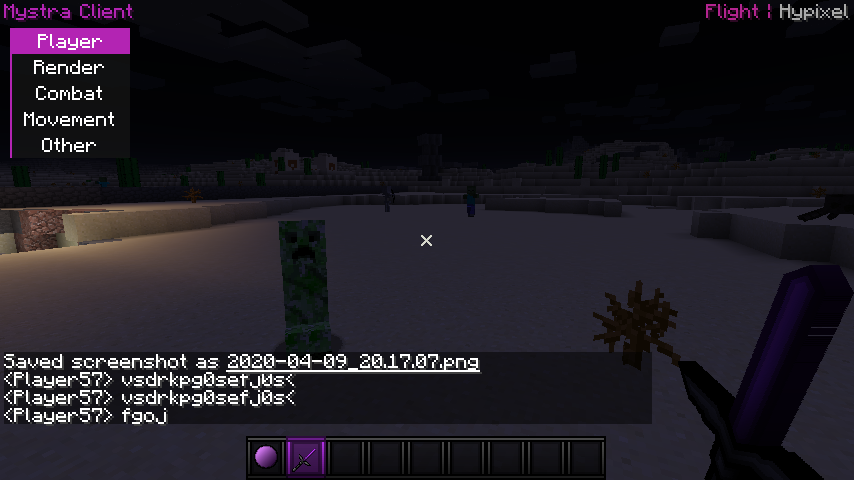 Mystra Client
Flight ¦ Hypixel
Player
Render
Combat
Movement
Other
Saved screenshot as 2020-04-09_20.17.07.png
<Player57> vsdrkpg0sefj0s<
<Player57> vsdrkpg0sefj0s<
<Player57> fgoj